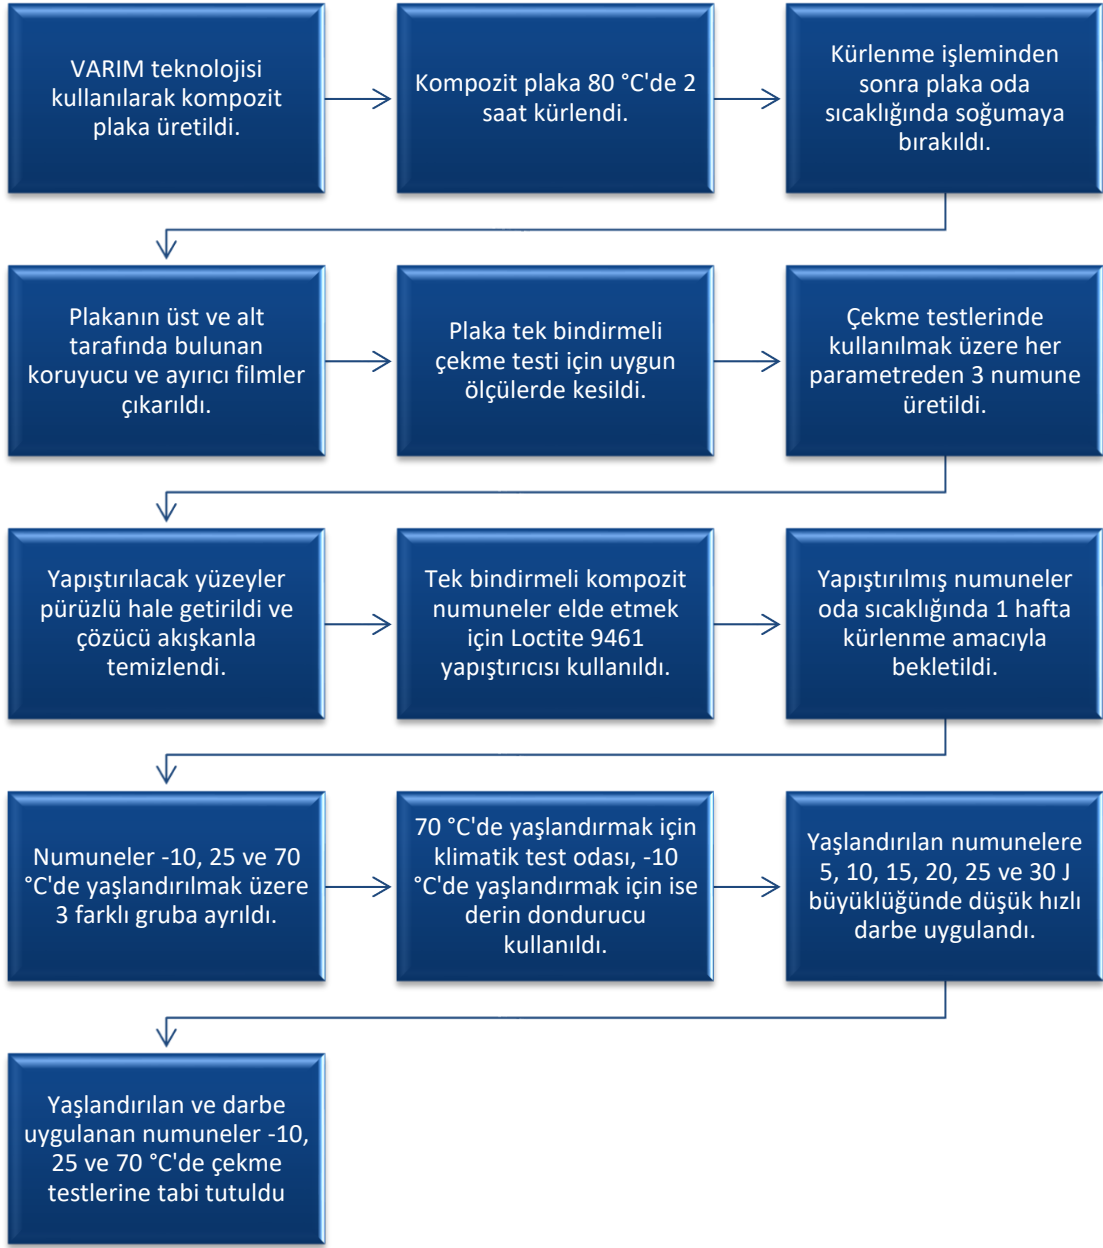 VARIM teknolojisi
kullanılarak kompozit
plaka üretildi.
Kompozit plaka 80 °C'de 2
saat kürlendi.
Kürlenme işleminden
sonra plaka oda
sıcaklığında soğumaya
bırakıldı.
Plakanın üst ve alt
tarafında bulunan
koruyucu ve ayırıcı filmler
çıkarıldı.
Plaka tek bindirmeli
çekme testi için uygun
ölçülerde kesildi.
Çekme testlerinde
kullanılmak üzere her
parametreden 3 numune
üretildi.
Yapıştırılacak yüzeyler
pürüzlü hale getirildi ve
çözücü akışkanla
temizlendi.
Tek bindirmeli kompozit
numuneler elde etmek
için Loctite 9461
yapıştırıcısı kullanıldı.
Yapıştırılmış numuneler
oda sıcaklığında 1 hafta
kürlenme amacıyla
bekletildi.
Numuneler -10, 25 ve 70
°C'de yaşlandırılmak üzere
3 farklı gruba ayrıldı.
70 °C'de yaşlandırmak için
klimatik test odası, -10
°C'de yaşlandırmak için ise
derin dondurucu
kullanıldı.
Yaşlandırılan numunelere
5, 10, 15, 20, 25 ve 30 J
büyüklüğünde düşük hızlı
darbe uygulandı.
Yaşlandırılan ve darbe
uygulanan numuneler -10,
25 ve 70 °C'de çekme
testlerine tabi tutuldu